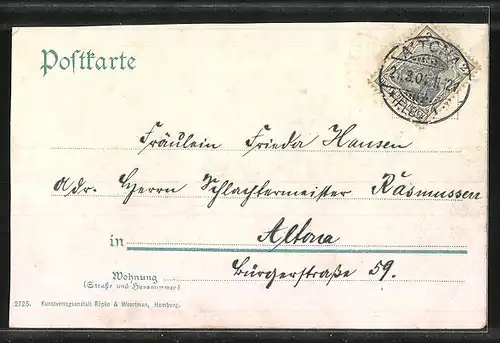 Postkarte
ALTONA
Fräulein Frieda Hansen
Adr. Herrn Schlachtermeister Rasmussen
in Altona
Wohnung
(Straße und Hausnummer)
Bürgerstraße 59.
2725. Kunstverlagsanstalt Röpke & Woortman, Hamburg.